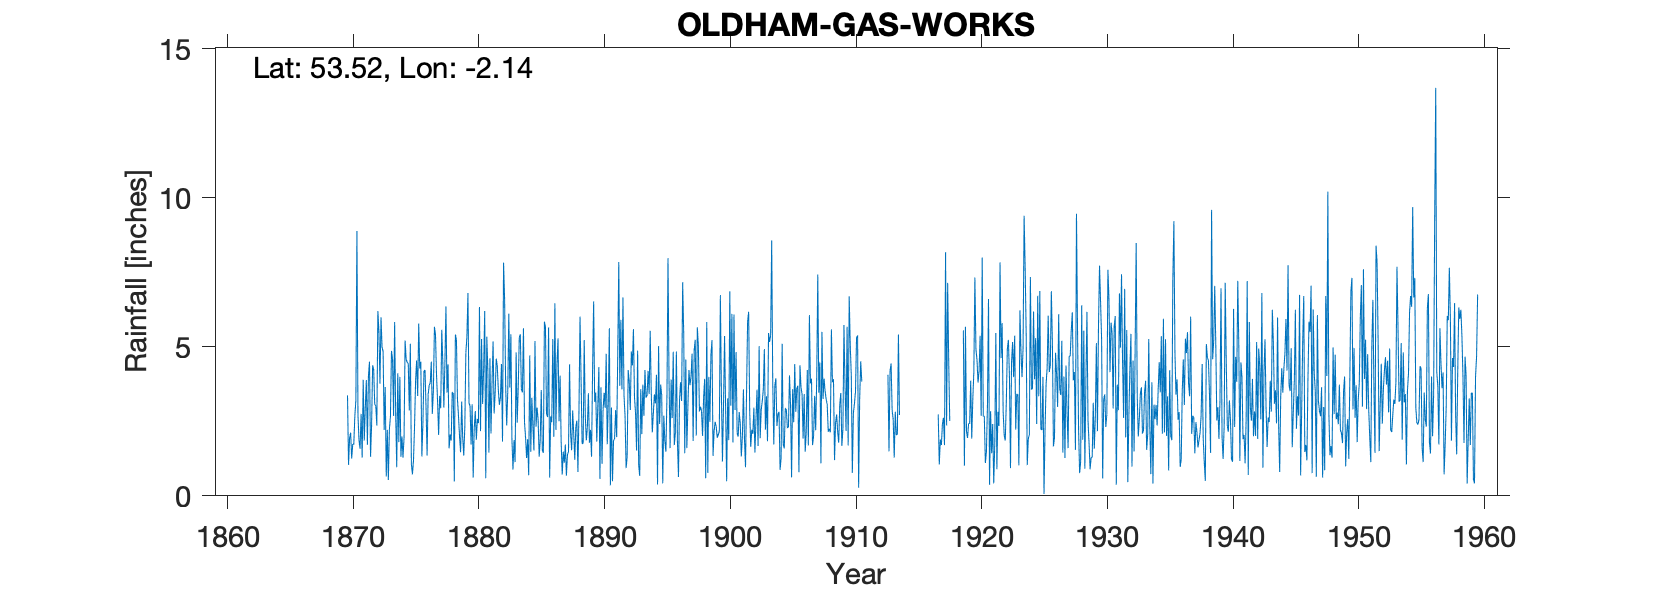 OLDHAM-GAS-WORKS
Lat: 53.52, Lon: -2.14
15
10
5
0
Rainfall [inches]
1860 1870 1880 1890 1900 1910 1920 1930 1940 1950 1960
Year